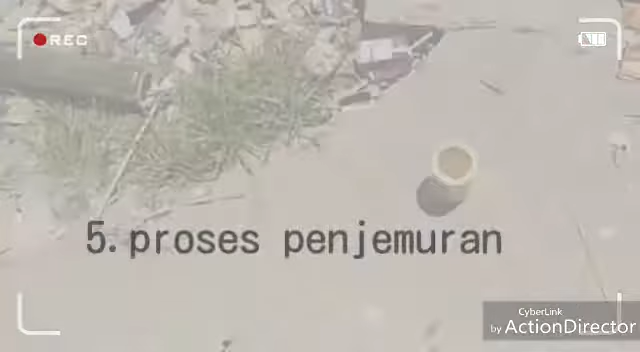 REC
5. proses penjemuran
CyberLink
by ActionDirector